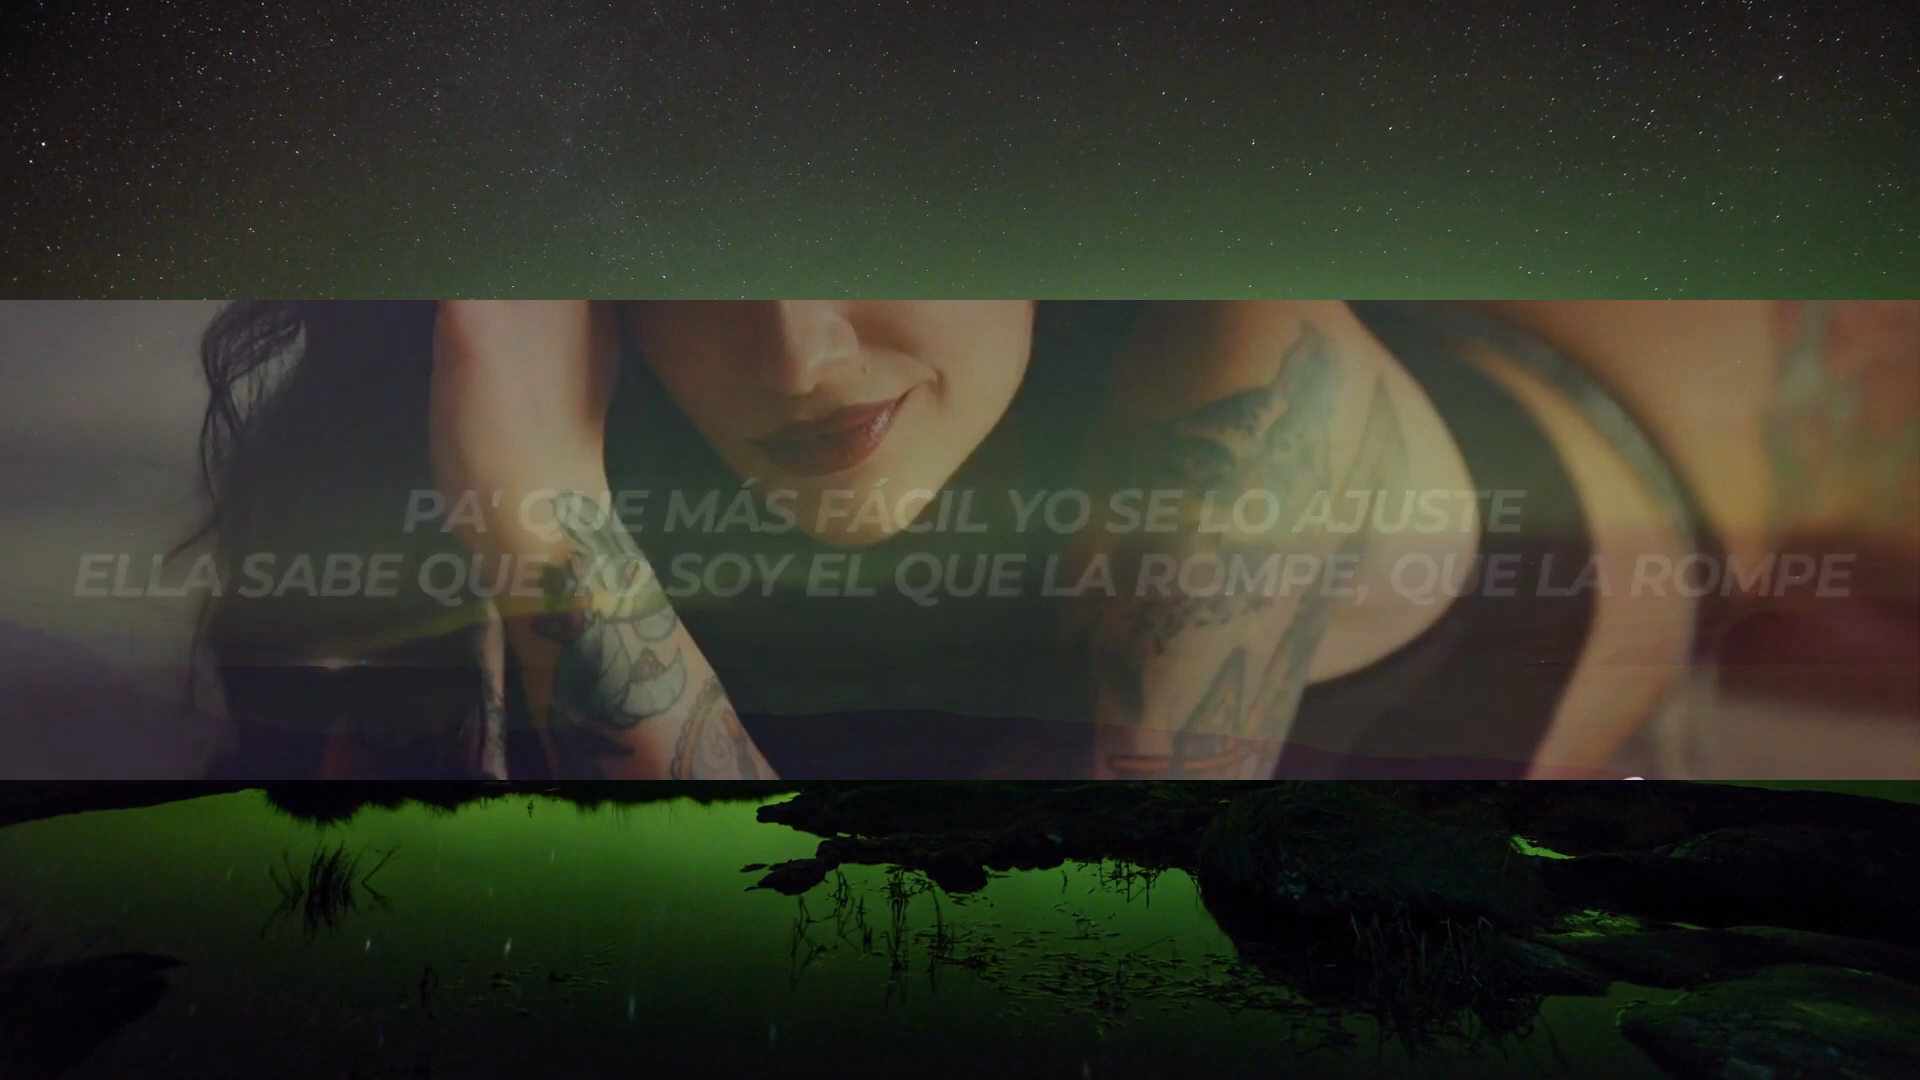 PA' QUE MÁS FÁCIL YO SE LO AJUSTE
ELLA SABE QUE YO SOY EL QUE LA ROMPE, QUE LA ROMPE